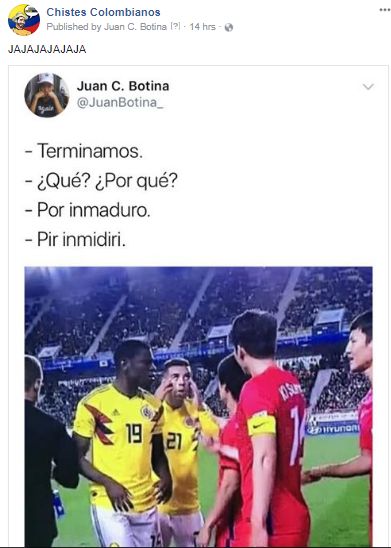 Chistes Colombianos
Published by Juan C. Botina [?] · 14 hrs ·
JAJAJAJAJAJA
Juan C. Botina
@JuanBotina_
- Terminamos.
- ¿Qué? ¿Por qué?
- Por inmaduro.
- Pir inmidiri.
19
21
HYUNDAI
19